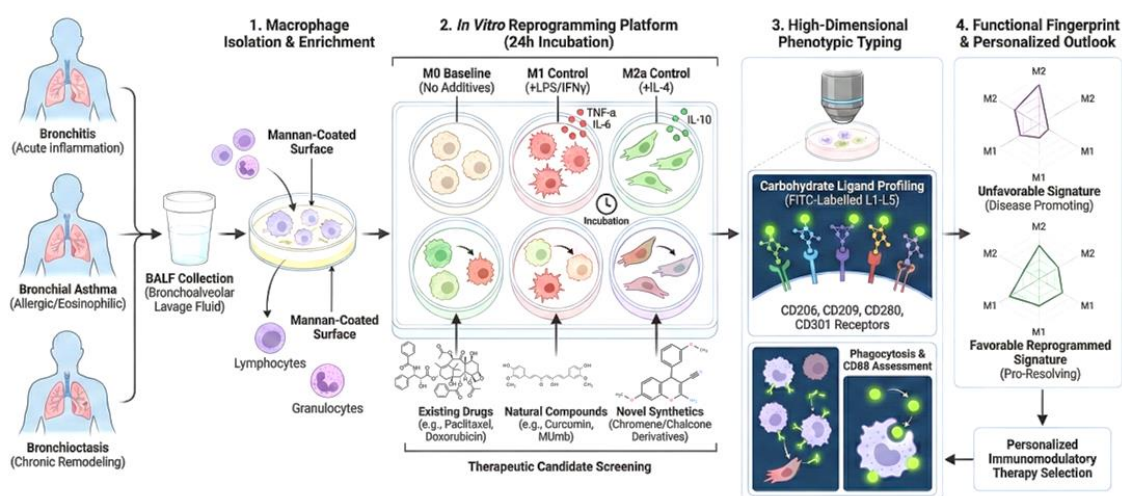 Bronchitis
(Acute inflammation)
Bronchial Asthma
(Allergic/Eosinophilic)
Bronchioctasis
(Chronic Remodeling)
BALF Collection
(Bronchoalveolar
Lavage Fluid)
1. Macrophage
Isolation & Enrichment
Mannan-Coated
Surface
Mannan-Coated
Surface
Lymphocytes
Granulocytes
2. In Vitro Reprogramming Platform
(24h Incubation)
M0 Baseline
(No Additives)
M1 Control
(+LPS/IFNγ)
M2a Control
(+IL-4)
TNF-a
IL-6
IL-10
Incubation
Existing Drugs
(e.g., Paclitaxel,
Doxorubicin)
Natural Compounds
(e.g., Curcumin,
MUmb)
Novel Synthetics
(Chromene/Chalcone
Derivatives)
Therapeutic Candidate Screening
3. High-Dimensional
Phenotypic Typing
Carbohydrate Ligand Profiling
(FITC-Labelled L1-L5)
CD206, CD209, CD280,
CD301 Receptors
Phagocytosis &
CD88 Assessment
4. Functional Fingerprint
& Personalized Outlook
M2
M2
M2
M1
M1
M1
Unfavorable Signature
(Disease Promoting)
M2
M2
M2
M1
M1
M1
Favorable Reprogrammed
Signature
(Pro-Resolving)
Personalized
Immunomodulatory
Therapy Selection